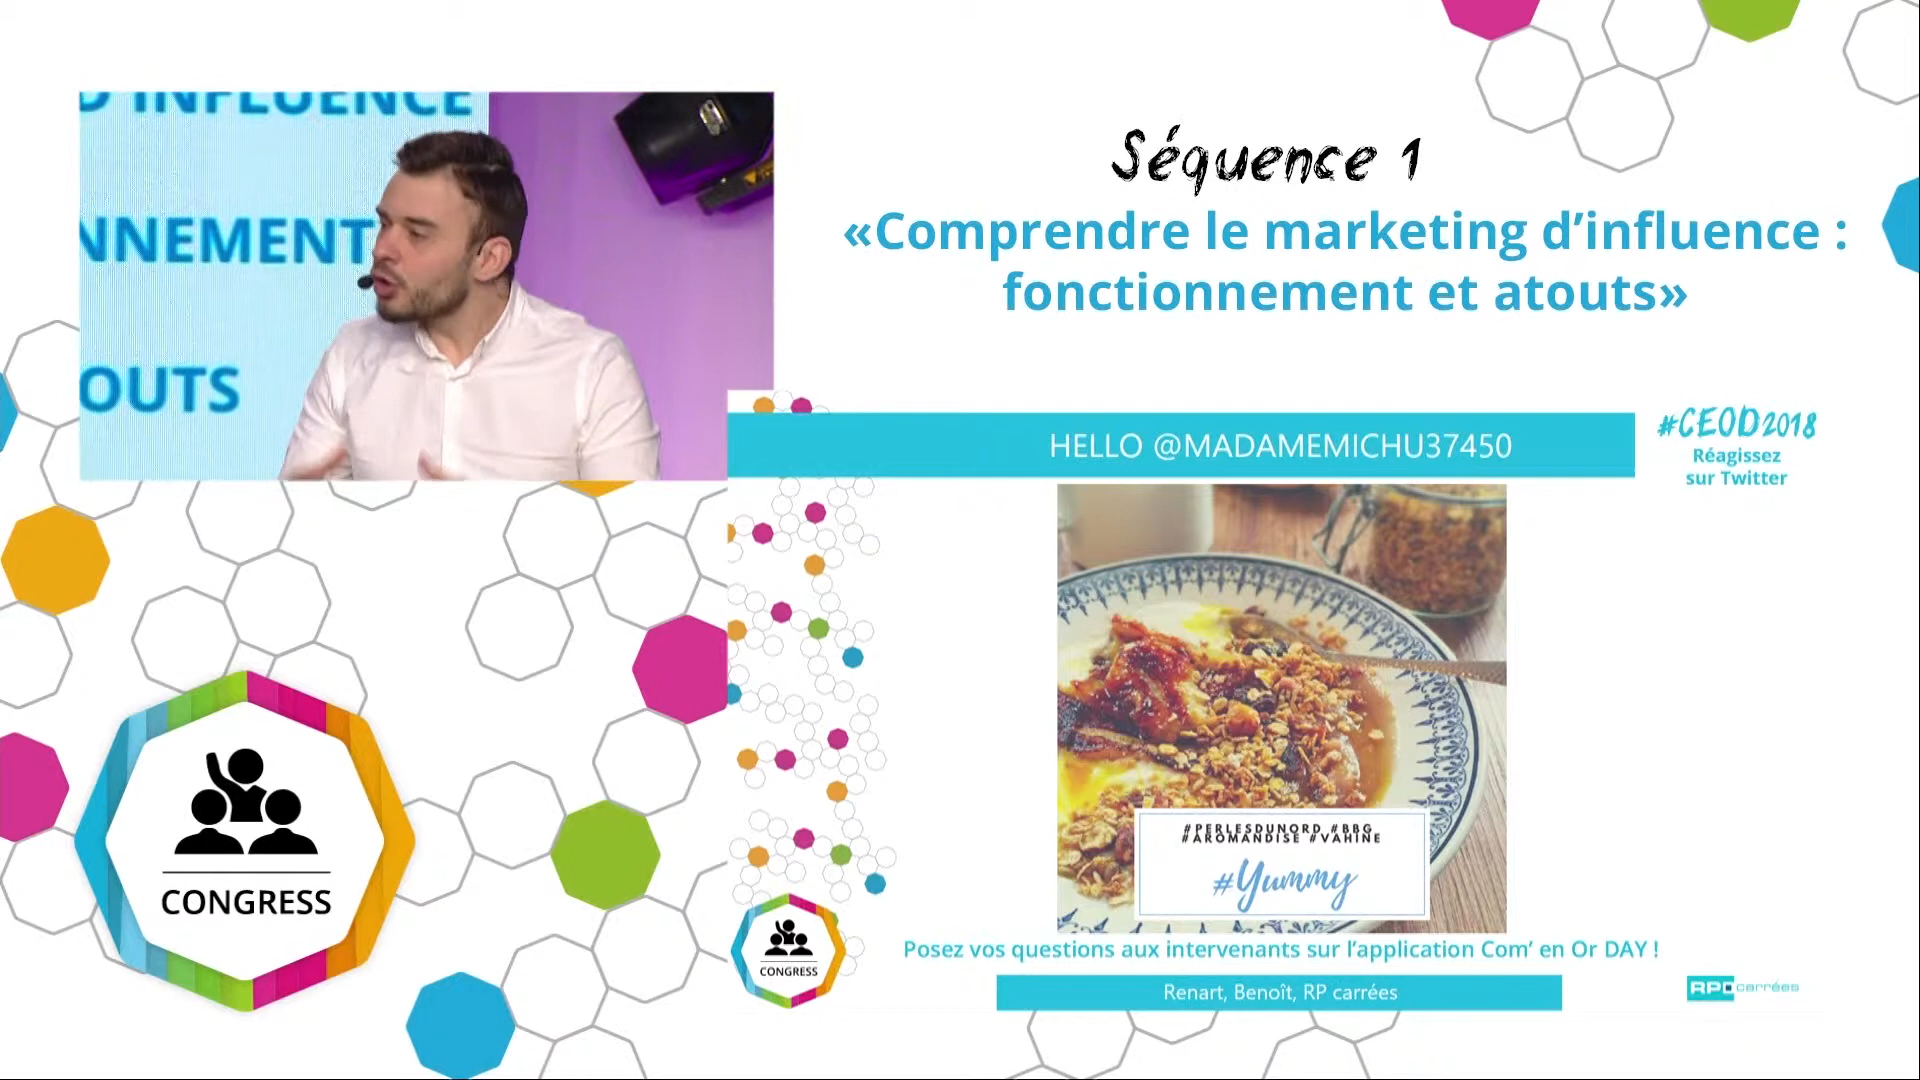 D'INFLUENCE
NNEMENT
OUTS
Séquence 1
«Comprendre le marketing d’influence :
fonctionnement et atouts»
HELLO @MADAMEMICHU37450
#CEOD2018
Réagissez
sur Twitter
#PERLESDUNORD #BBG
#AROMANDISE #VAHINE
#Yummy
CONGRESS
CONGRESS
Posez vos questions aux intervenants sur l’application Com’ en Or DAY !
Renart, Benoît, RP carrées
RP carrées